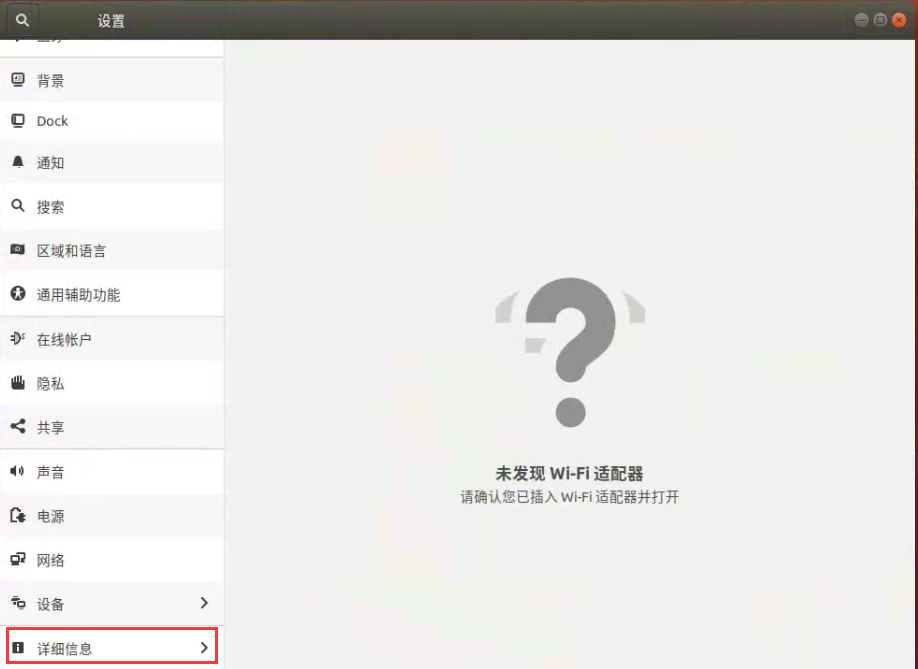 设置
背景
Dock
通知
搜索
区域和语言
通用辅助功能
在线帐户
隐私
共享
声音
电源
网络
设备
详细信息
未发现 Wi-Fi 适配器
请确认您已插入 Wi-Fi 适配器并打开